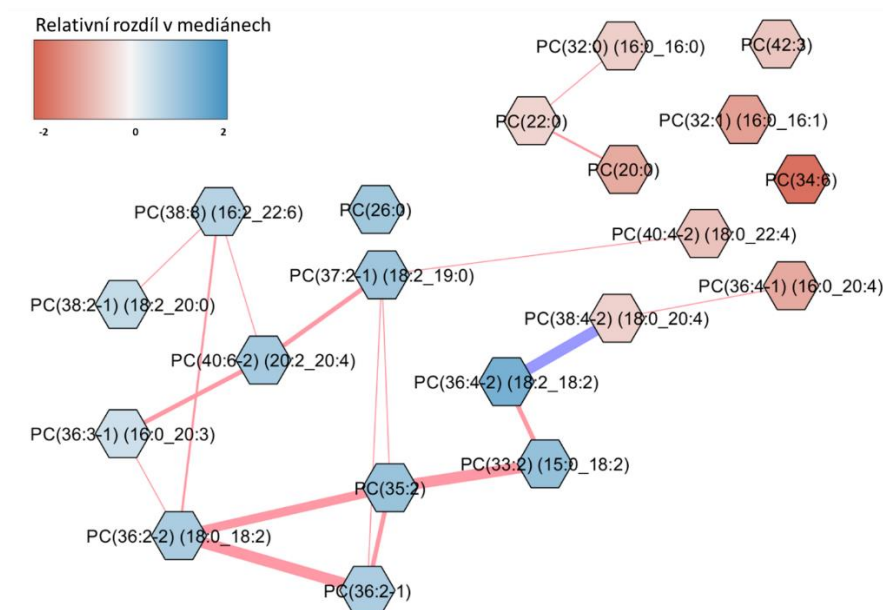 Relativní rozdíl v mediánech
-2 0 2
PC(32:0) (16:0_16:0)
PC(42:3)
PC(22:0)
PC(32:1) (16:0_16:1)
PC(20:0)
PC(34:6)
PC(38:8) (16:2_22:6)
PC(26:0)
PC(40:4-2) (18:0_22:4)
PC(37:2-1) (18:2_19:0)
PC(36:4-1) (16:0_20:4)
PC(38:2-1) (18:2_20:0)
PC(38:4-2) (18:0_20:4)
PC(40:6-2) (20:2_20:4)
PC(36:4-2) (18:2_18:2)
PC(36:3-1) (16:0_20:3)
PC(33:2) (15:0_18:2)
PC(35:2)
PC(36:2-2) (18:0_18:2)
PC(36:2-1)